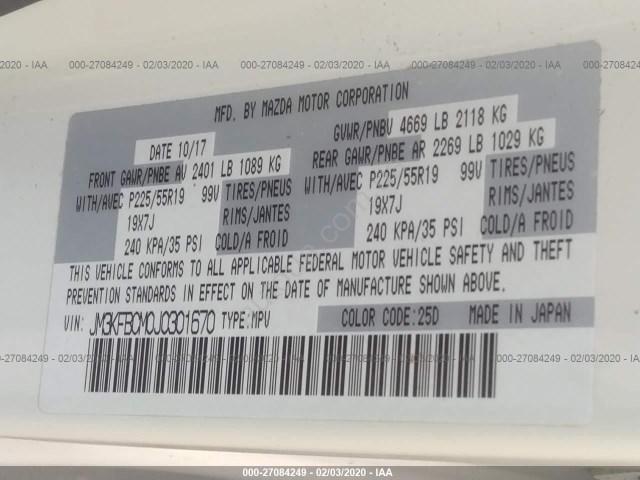 000-27084249 - 02/03/2020 - IAA
MFD. BY MAZDA MOTOR CORPORATION
DATE 10/17
GVWR/PNBV 4669 LB 2118 KG
FRONT GAWR/PNBE AV 2401 LB 1089 KG
REAR GAWR/PNBE AR 2269 LB 1029 KG
WITH/AVEC P225/55R19 99V TIRES/PNEUS
WITH/AVEC P225/55R19 99V TIRES/PNEUS
19X7J RIMS/JANTES
19X7J RIMS/JANTES
240 KPA/35 PSI COLD/A FROID
240 KPA/35 PSI COLD/A FROID
THIS VEHICLE CONFORMS TO ALL APPLICABLE FEDERAL MOTOR VEHICLE SAFETY AND THEFT
PREVENTION STANDARDS IN EFFECT ON THE DATE OF MANUFACTURE SHOWN ABOVE.
VIN: JM3KFBCM0J0301670 TYPE:MPV COLOR CODE:25D MADE IN JAPAN
000-27084249 - 02/03/2020 - IAA